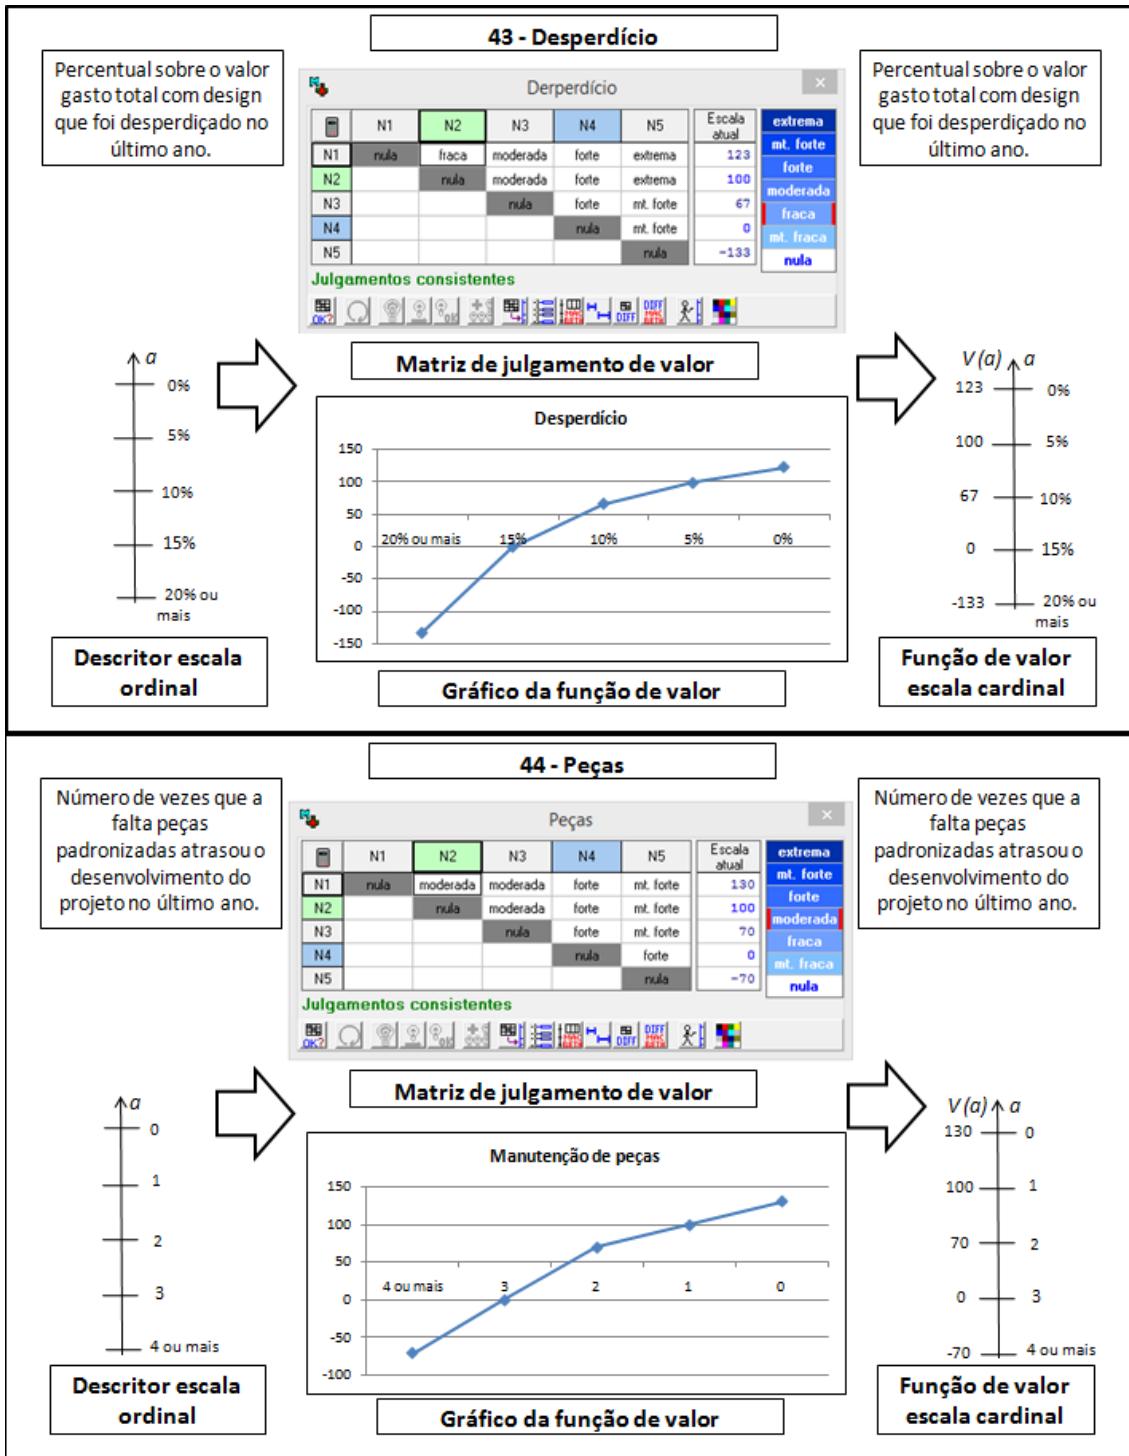 43 - Desperdício
Percentual sobre o valor
gasto total com design
que foi desperdiçado no
último ano.
Derperdício
N1 N2 N3 N4 N5 Escala atual
N1 nula fraca moderada forte extrema 123
N2 nula moderada forte extrema 100
N3 nula forte mt. forte 67
N4 nula mt. forte 0
N5 nula -133
extrema
mt. forte
forte
moderada
fraca
mt. fraca
nula
Julgamentos consistentes
OK? OK DIFF DIFF
Percentual sobre o valor
gasto total com design
que foi desperdiçado no
último ano.
Matriz de julgamento de valor
a
0%
5%
10%
15%
20% ou
mais
Descritor escala
ordinal
Desperdício
150
100
50
0
-50
-100
-150
20% ou mais 15% 10% 5% 0%
Gráfico da função de valor
V(a) a
123 0%
100 5%
67 10%
0 15%
-133 20% ou
mais
Função de valor
escala cardinal
44 - Peças
Número de vezes que a
falta peças
padronizadas atrasou o
desenvolvimento do
projeto no último ano.
Peças
N1 N2 N3 N4 N5 Escala atual
N1 nula moderada moderada forte mt. forte 130
N2 nula moderada forte mt. forte 100
N3 nula forte mt. forte 70
N4 nula forte 0
N5 nula -70
extrema
mt. forte
forte
moderada
fraca
mt. fraca
nula
Julgamentos consistentes
OK? OK DIFF DIFF
Número de vezes que a
falta peças
padronizadas atrasou o
desenvolvimento do
projeto no último ano.
Matriz de julgamento de valor
a
0
1
2
3
4 ou mais
Descritor escala
ordinal
Manutenção de peças
150
100
50
0
-50
-100
4 ou mais 3 2 1 0
Gráfico da função de valor
V(a) a
130 0
100 1
70 2
0 3
-70 4 ou mais
Função de valor
escala cardinal